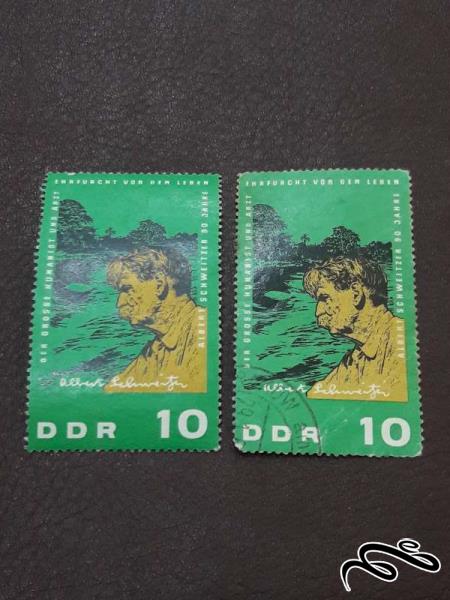 EHRFURCHT VOR DEM LEBEN
DER GROSSE HUMANIST UND ARZT
ALBERT SCHWEITZER 90 JAHRE
Albert Schweitzer
DDR 10
EHRFURCHT VOR DEM LEBEN
DER GROSSE HUMANIST UND ARZT
ALBERT SCHWEITZER 90 JAHRE
Albert Schweitzer
DDR 10